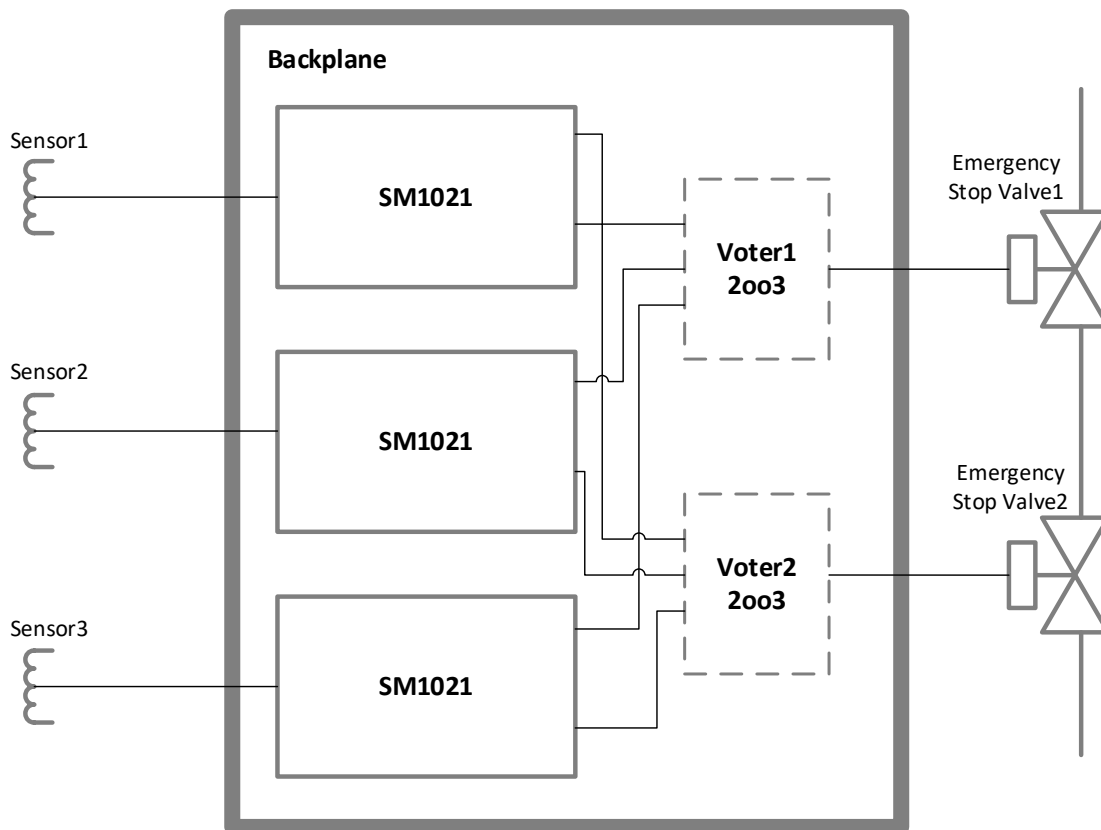 Backplane
Sensor1
SM1021
Emergency
Stop Valve1
Voter1
2oo3
Sensor2
SM1021
Emergency
Stop Valve2
Voter2
2oo3
Sensor3
SM1021